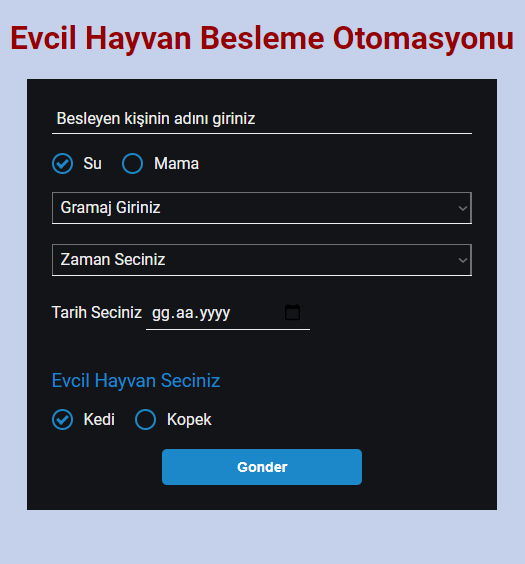 Evcil Hayvan Besleme Otomasyonu
Besleyen kişinin adını giriniz
Su Mama
Gramaj Giriniz
Zaman Seciniz
Tarih Seciniz gg.aa.yyyy
Evcil Hayvan Seciniz
Kedi Kopek
Gonder